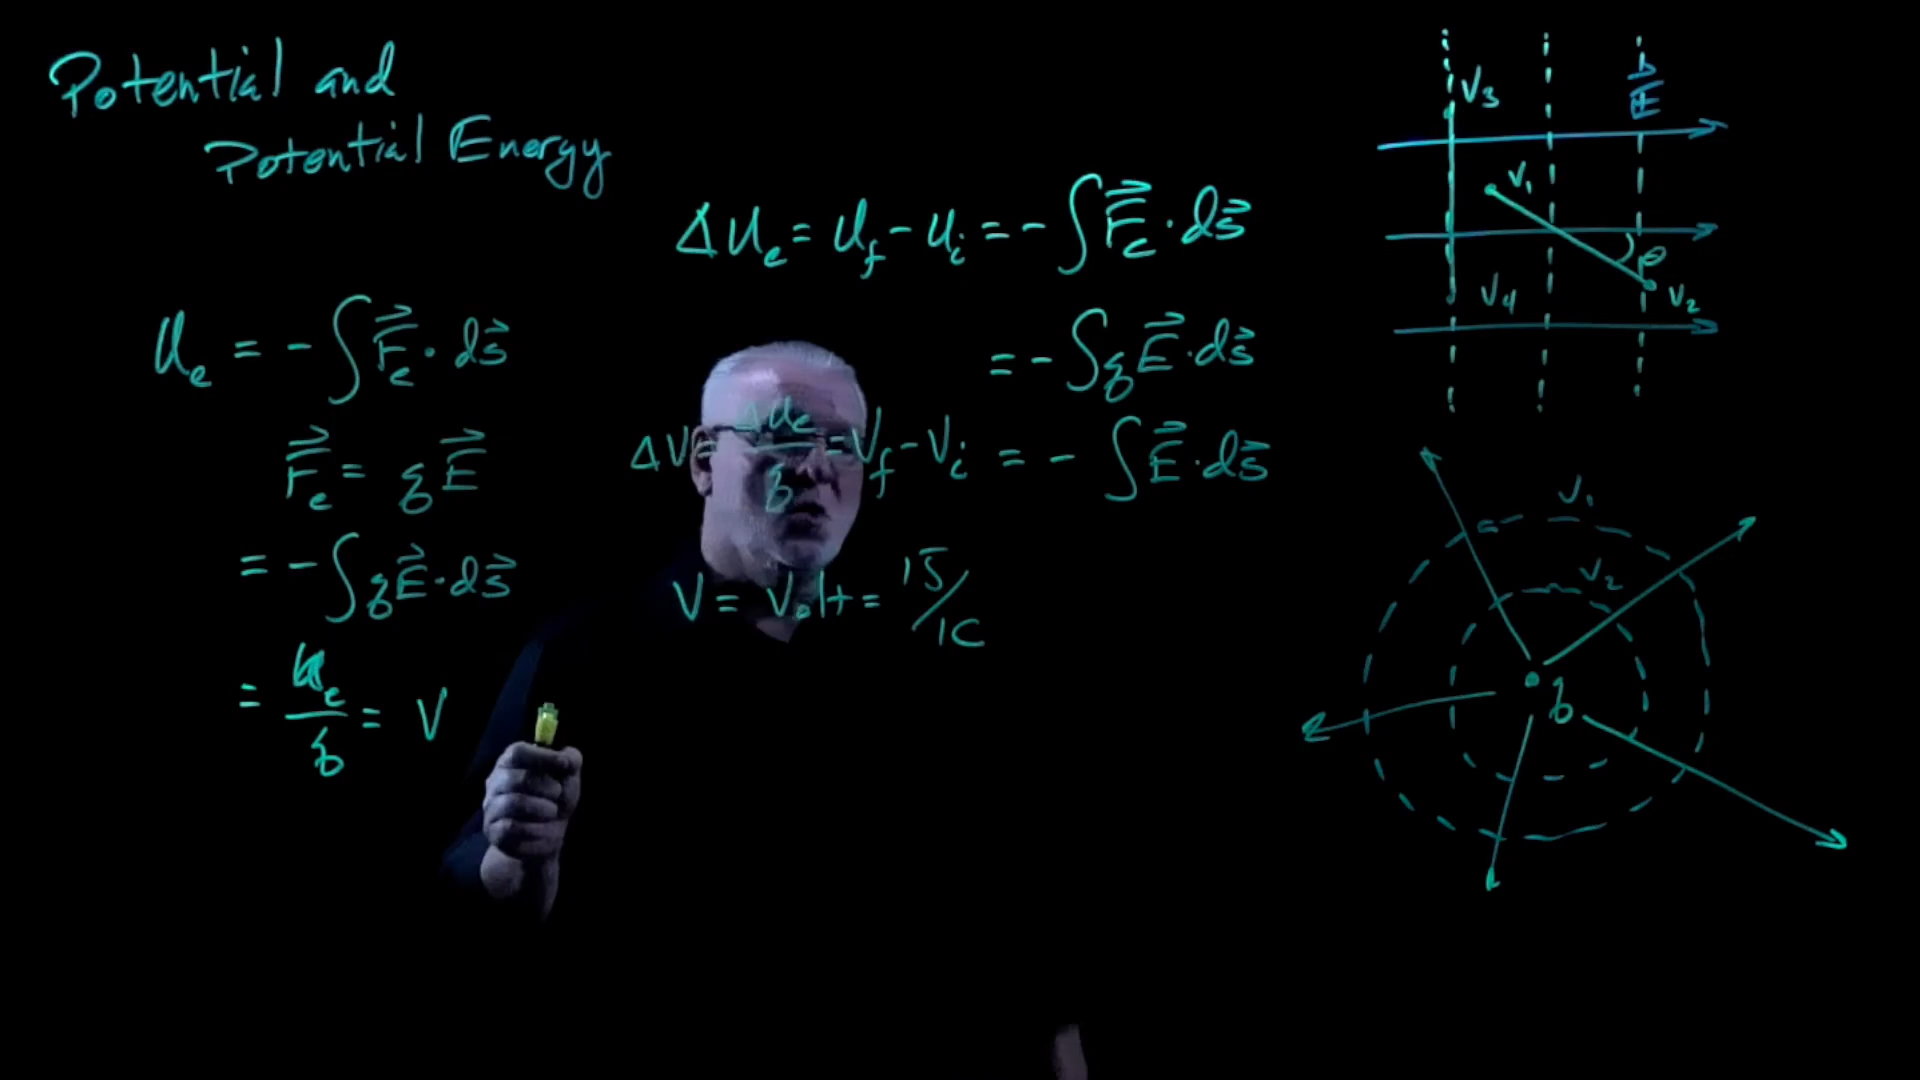 Potential and
Potential Energy
ΔU_e = U_f - U_i = -∫F⃗_e · ds⃗
= -∫qE⃗ · ds⃗
ΔV = ΔU_e/q = V_f - V_i = -∫E⃗ · ds⃗
V = Volt = 1J/1C
U_e = -∫F⃗_e · ds⃗
F⃗_e = qE⃗
= -∫qE⃗ · ds⃗
= U_e/q = V
V_3
E⃗
V_1
θ
V_4
V_2
V_1
V_2
q